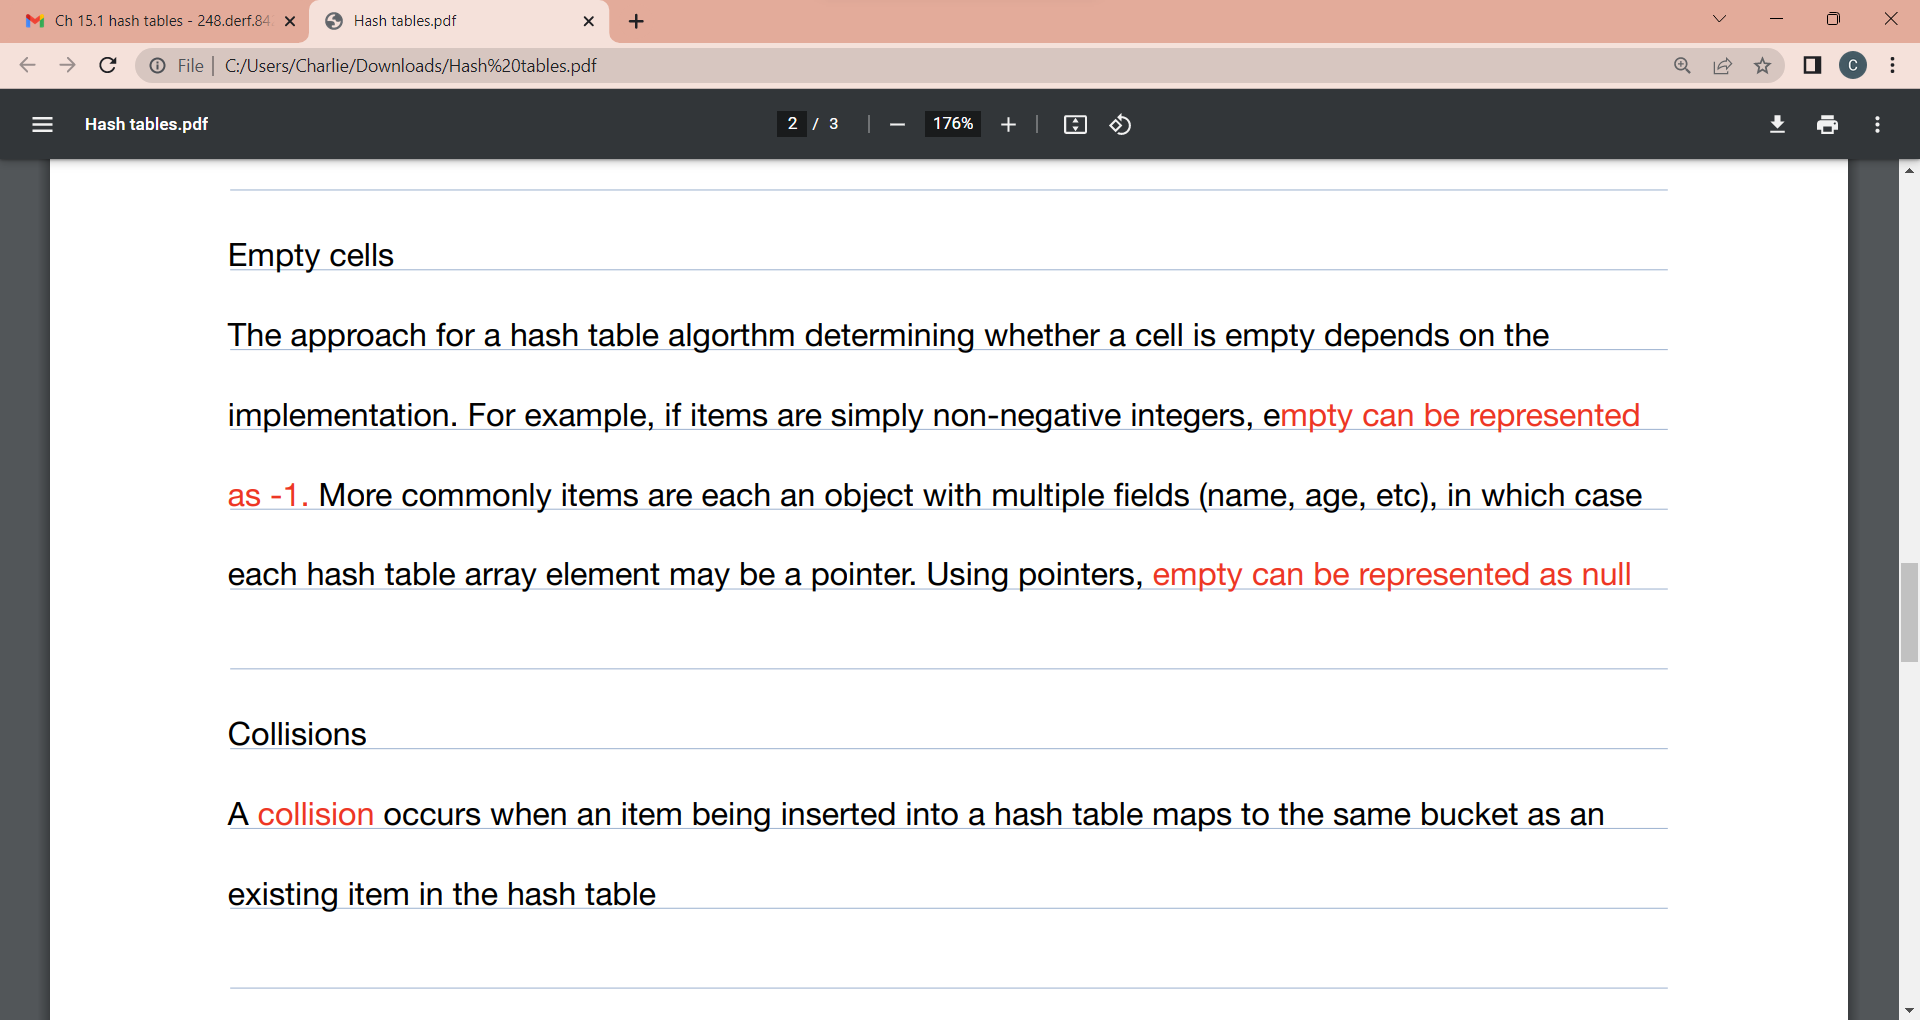 Ch 15.1 hash tables - 248.derf.84
Hash tables.pdf
File
C:/Users/Charlie/Downloads/Hash%20tables.pdf
C
Hash tables.pdf
2 / 3
176%
Empty cells
The approach for a hash table algorthm determining whether a cell is empty depends on the
implementation. For example, if items are simply non-negative integers, empty can be represented
as -1. More commonly items are each an object with multiple fields (name, age, etc), in which case
each hash table array element may be a pointer. Using pointers, empty can be represented as null
Collisions
A collision occurs when an item being inserted into a hash table maps to the same bucket as an
existing item in the hash table